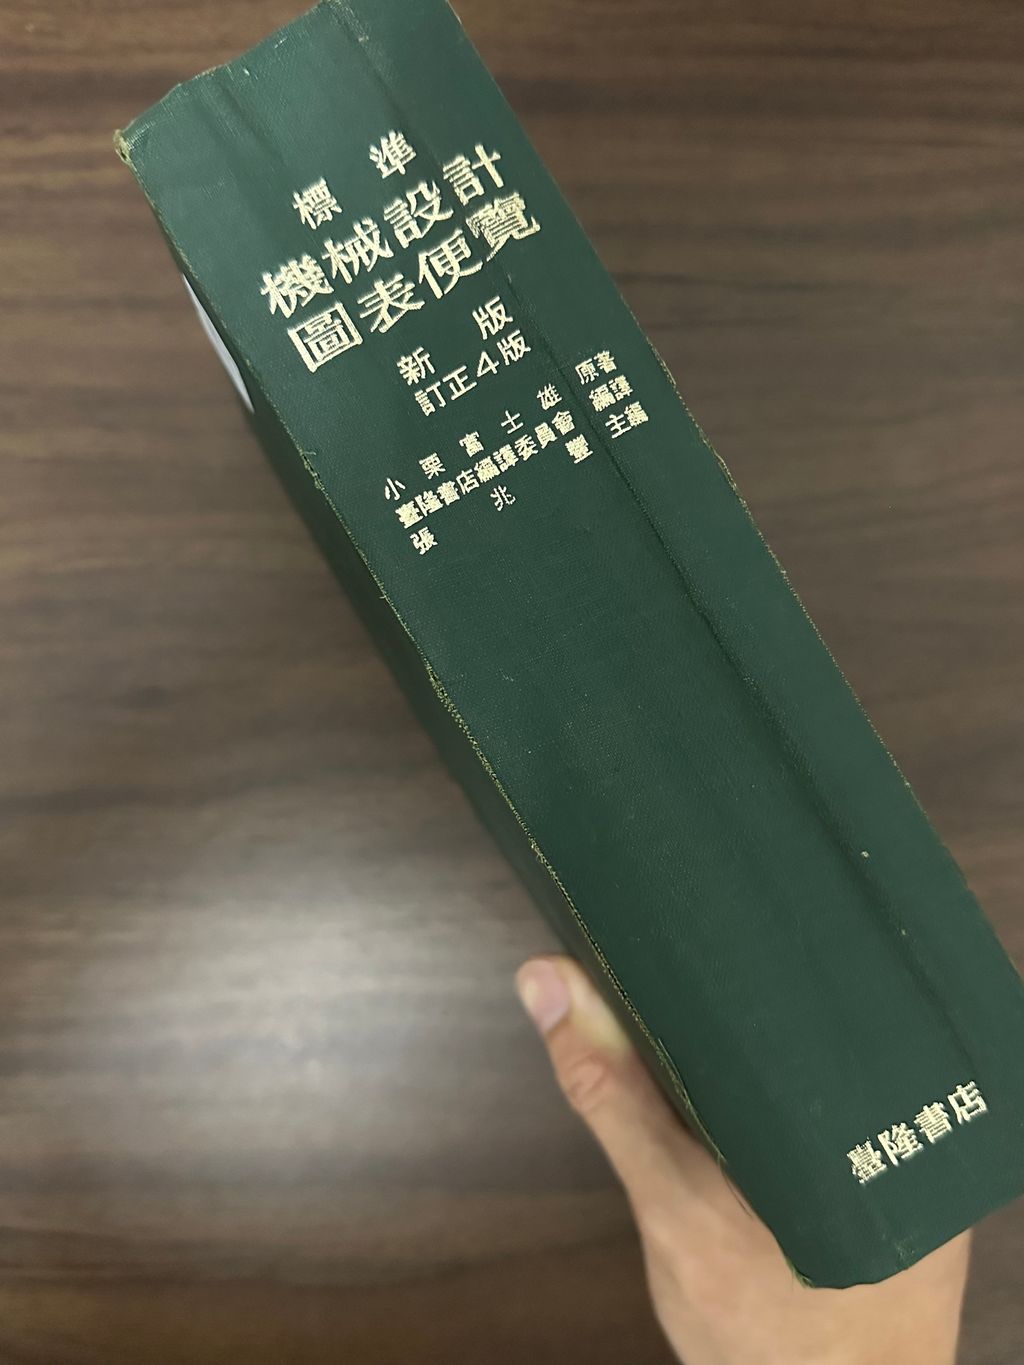 標準
機械設計
圖表便覽
新版
訂正4版
小栗富士雄 原著
臺隆書店編譯委員會 編譯
張兆豐 主編
臺隆書店